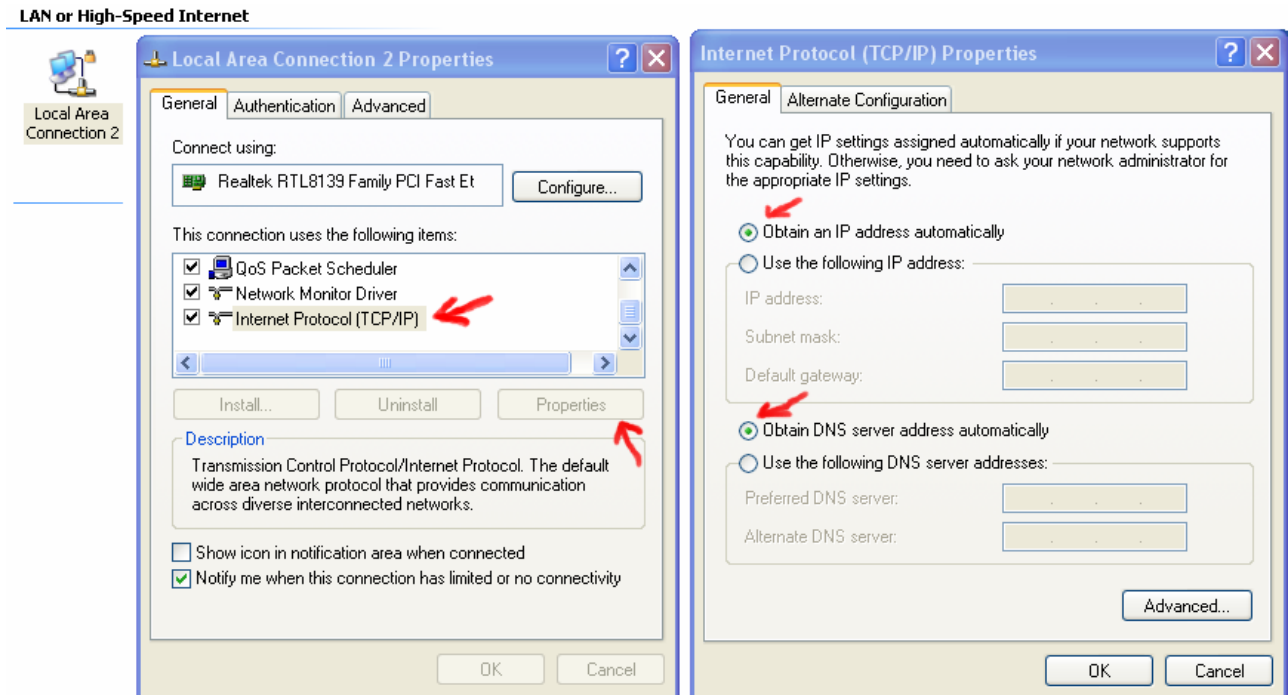 LAN or High-Speed Internet
Local Area
Connection 2
Local Area Connection 2 Properties
General Authentication Advanced
Connect using:
Realtek RTL8139 Family PCI Fast Et
Configure...
This connection uses the following items:
QoS Packet Scheduler
Network Monitor Driver
Internet Protocol (TCP/IP)
Install... Uninstall Properties
Description
Transmission Control Protocol/Internet Protocol. The default
wide area network protocol that provides communication
across diverse interconnected networks.
Show icon in notification area when connected
Notify me when this connection has limited or no connectivity
OK Cancel
Internet Protocol (TCP/IP) Properties
General Alternate Configuration
You can get IP settings assigned automatically if your network supports
this capability. Otherwise, you need to ask your network administrator for
the appropriate IP settings.
Obtain an IP address automatically
Use the following IP address:
IP address:
Subnet mask:
Default gateway:
Obtain DNS server address automatically
Use the following DNS server addresses:
Preferred DNS server:
Alternate DNS server:
Advanced...
OK Cancel